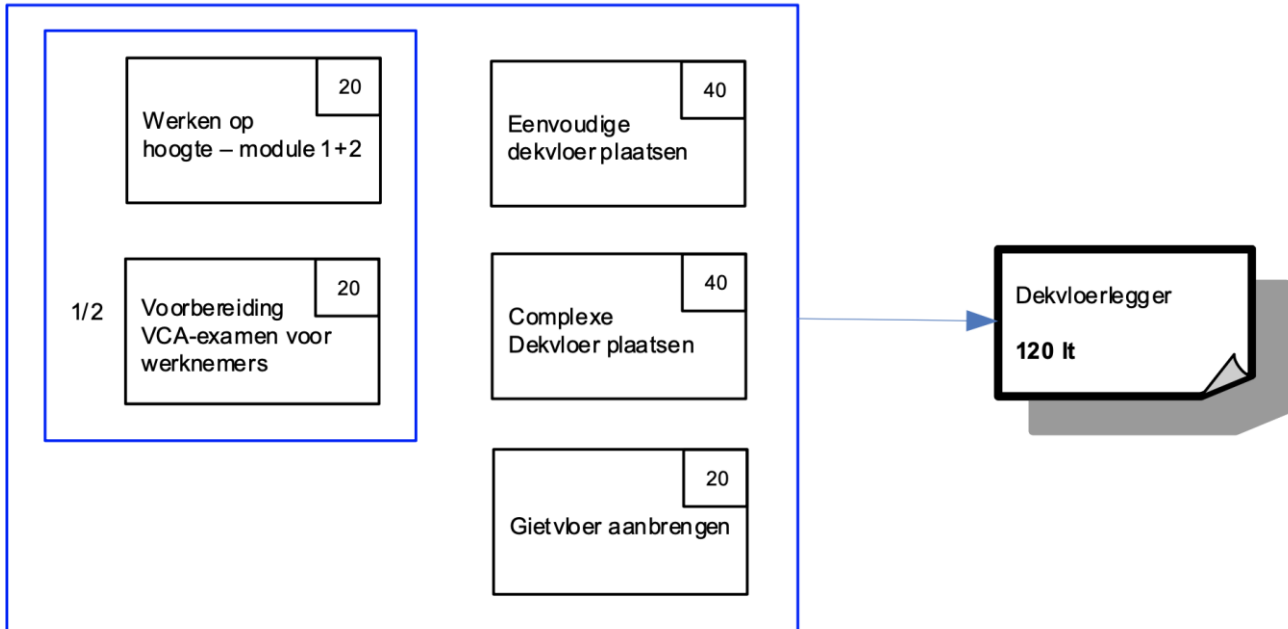 20
Werken op
hoogte – module 1+2
40
Eenvoudige
dekvloer plaatsen
1/2
20
Voorbereiding
VCA-examen voor
werknemers
40
Complexe
Dekvloer plaatsen
20
Gietvloer aanbrengen
Dekvloerlegger
120 lt